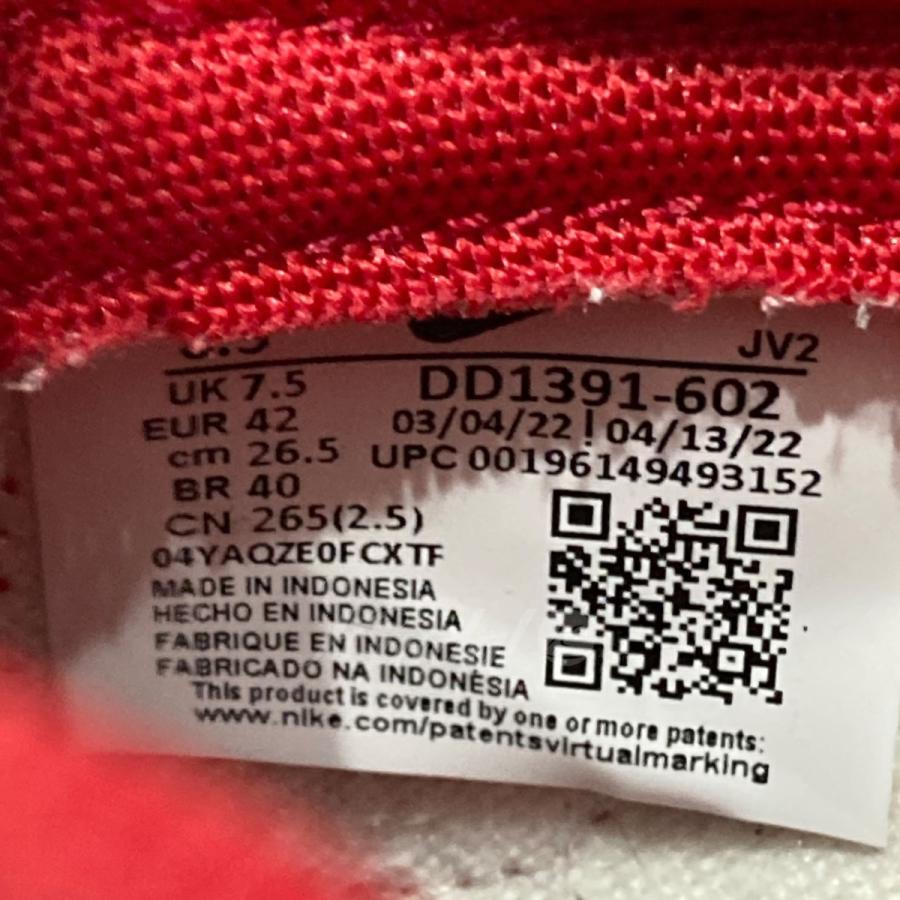 JV2
UK 7.5
DD1391-602
EUR 42
03/04/22 | 04/13/22
cm 26.5
UPC 00196149493152
BR 40
CN 265(2.5)
04YAQZE0FCXTF
MADE IN INDONESIA
HECHO EN INDONESIA
FABRIQUE EN INDONESIE
FABRICADO NA INDONÉSIA
This product is covered by one or more patents:
www.nike.com/patentsvirtualmarking